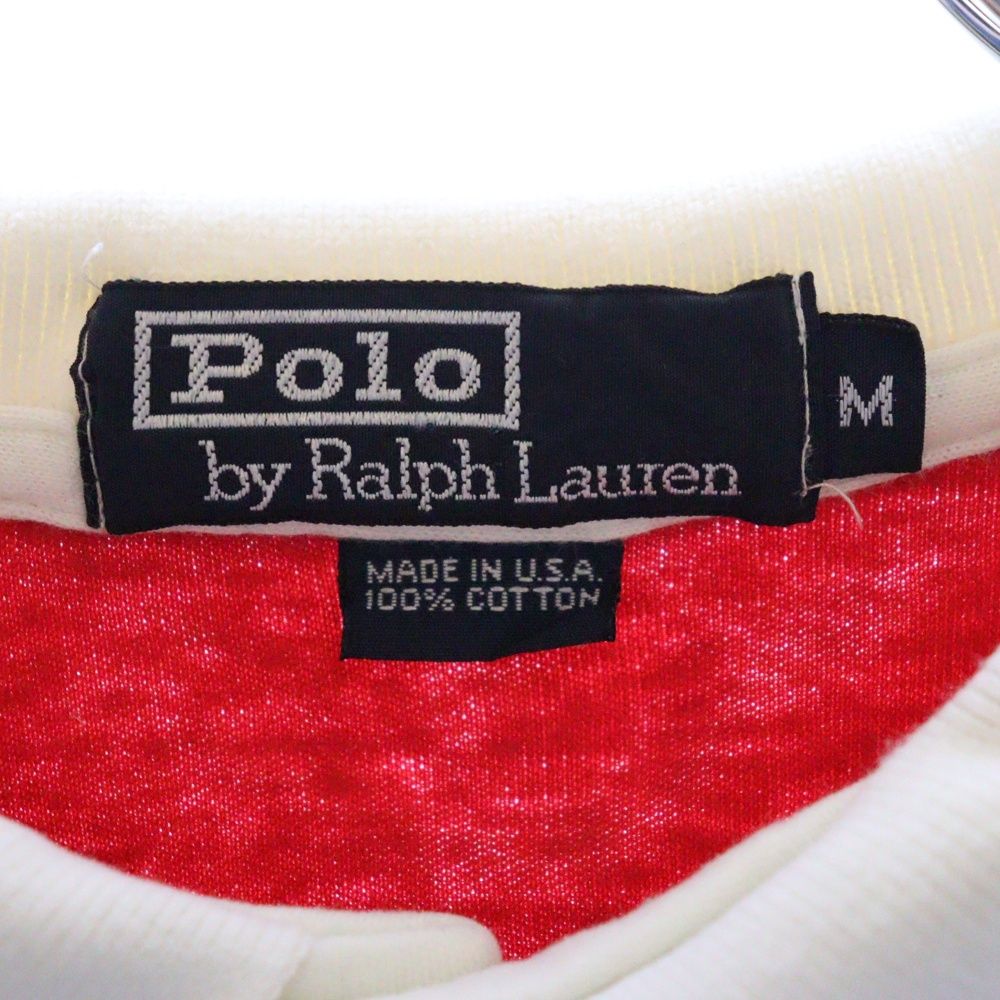 Polo
by Ralph Lauren
M
MADE IN U.S.A.
100% COTTON